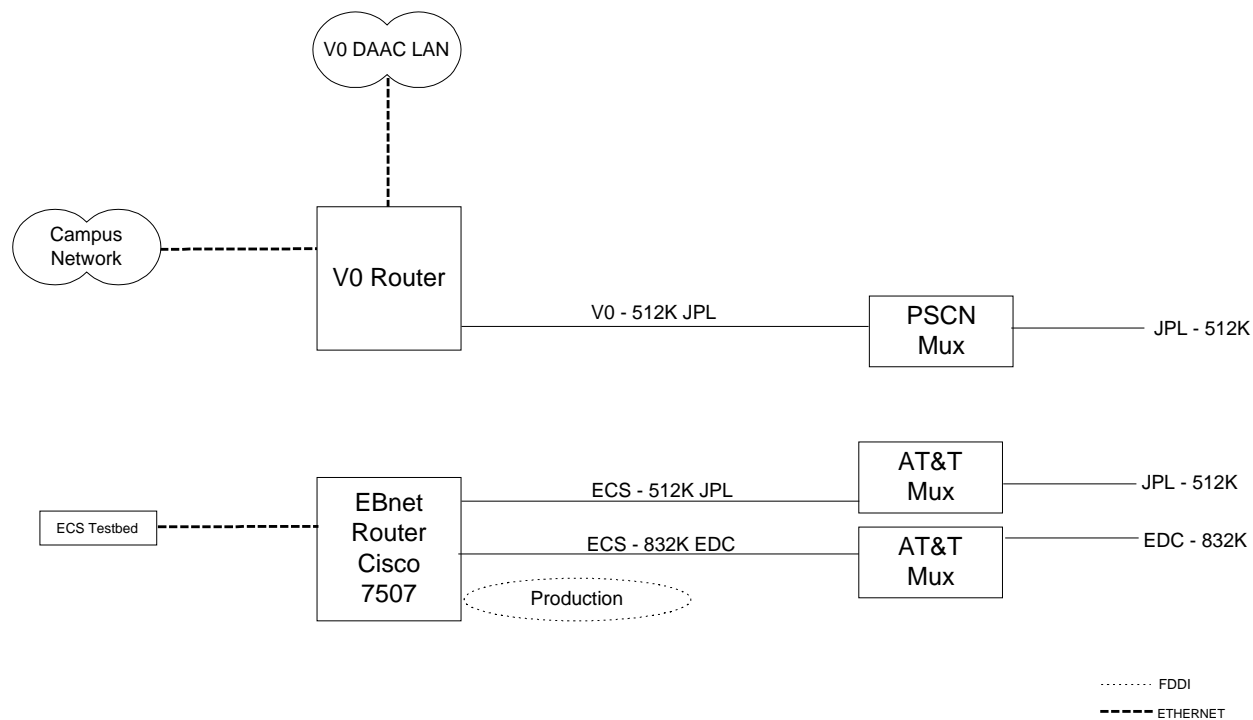 V0 DAAC LAN
Campus
Network
V0 Router
V0 - 512K JPL
PSCN
Mux
JPL - 512K
ECS Testbed
EBnet
Router
Cisco
7507
ECS - 512K JPL
AT&T
Mux
JPL - 512K
ECS - 832K EDC
AT&T
Mux
EDC - 832K
Production
FDDI
ETHERNET